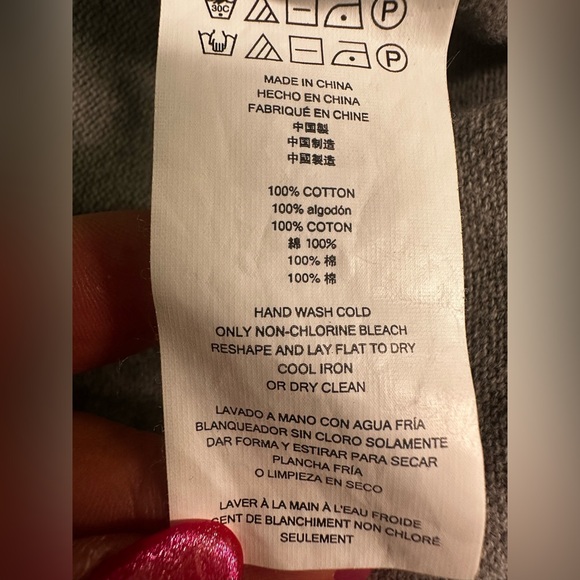 30C P
P
MADE IN CHINA
HECHO EN CHINA
FABRIQUÉ EN CHINE
中国製
中国制造
中國製造
100% COTTON
100% algodón
100% COTON
綿 100%
100% 棉
100% 棉
HAND WASH COLD
ONLY NON-CHLORINE BLEACH
RESHAPE AND LAY FLAT TO DRY
COOL IRON
OR DRY CLEAN
LAVADO A MANO CON AGUA FRÍA
BLANQUEADOR SIN CLORO SOLAMENTE
DAR FORMA Y ESTIRAR PARA SECAR
PLANCHA FRÍA
O LIMPIEZA EN SECO
LAVER À LA MAIN À L'EAU FROIDE
GENT DE BLANCHIMENT NON CHLORÉ
SEULEMENT